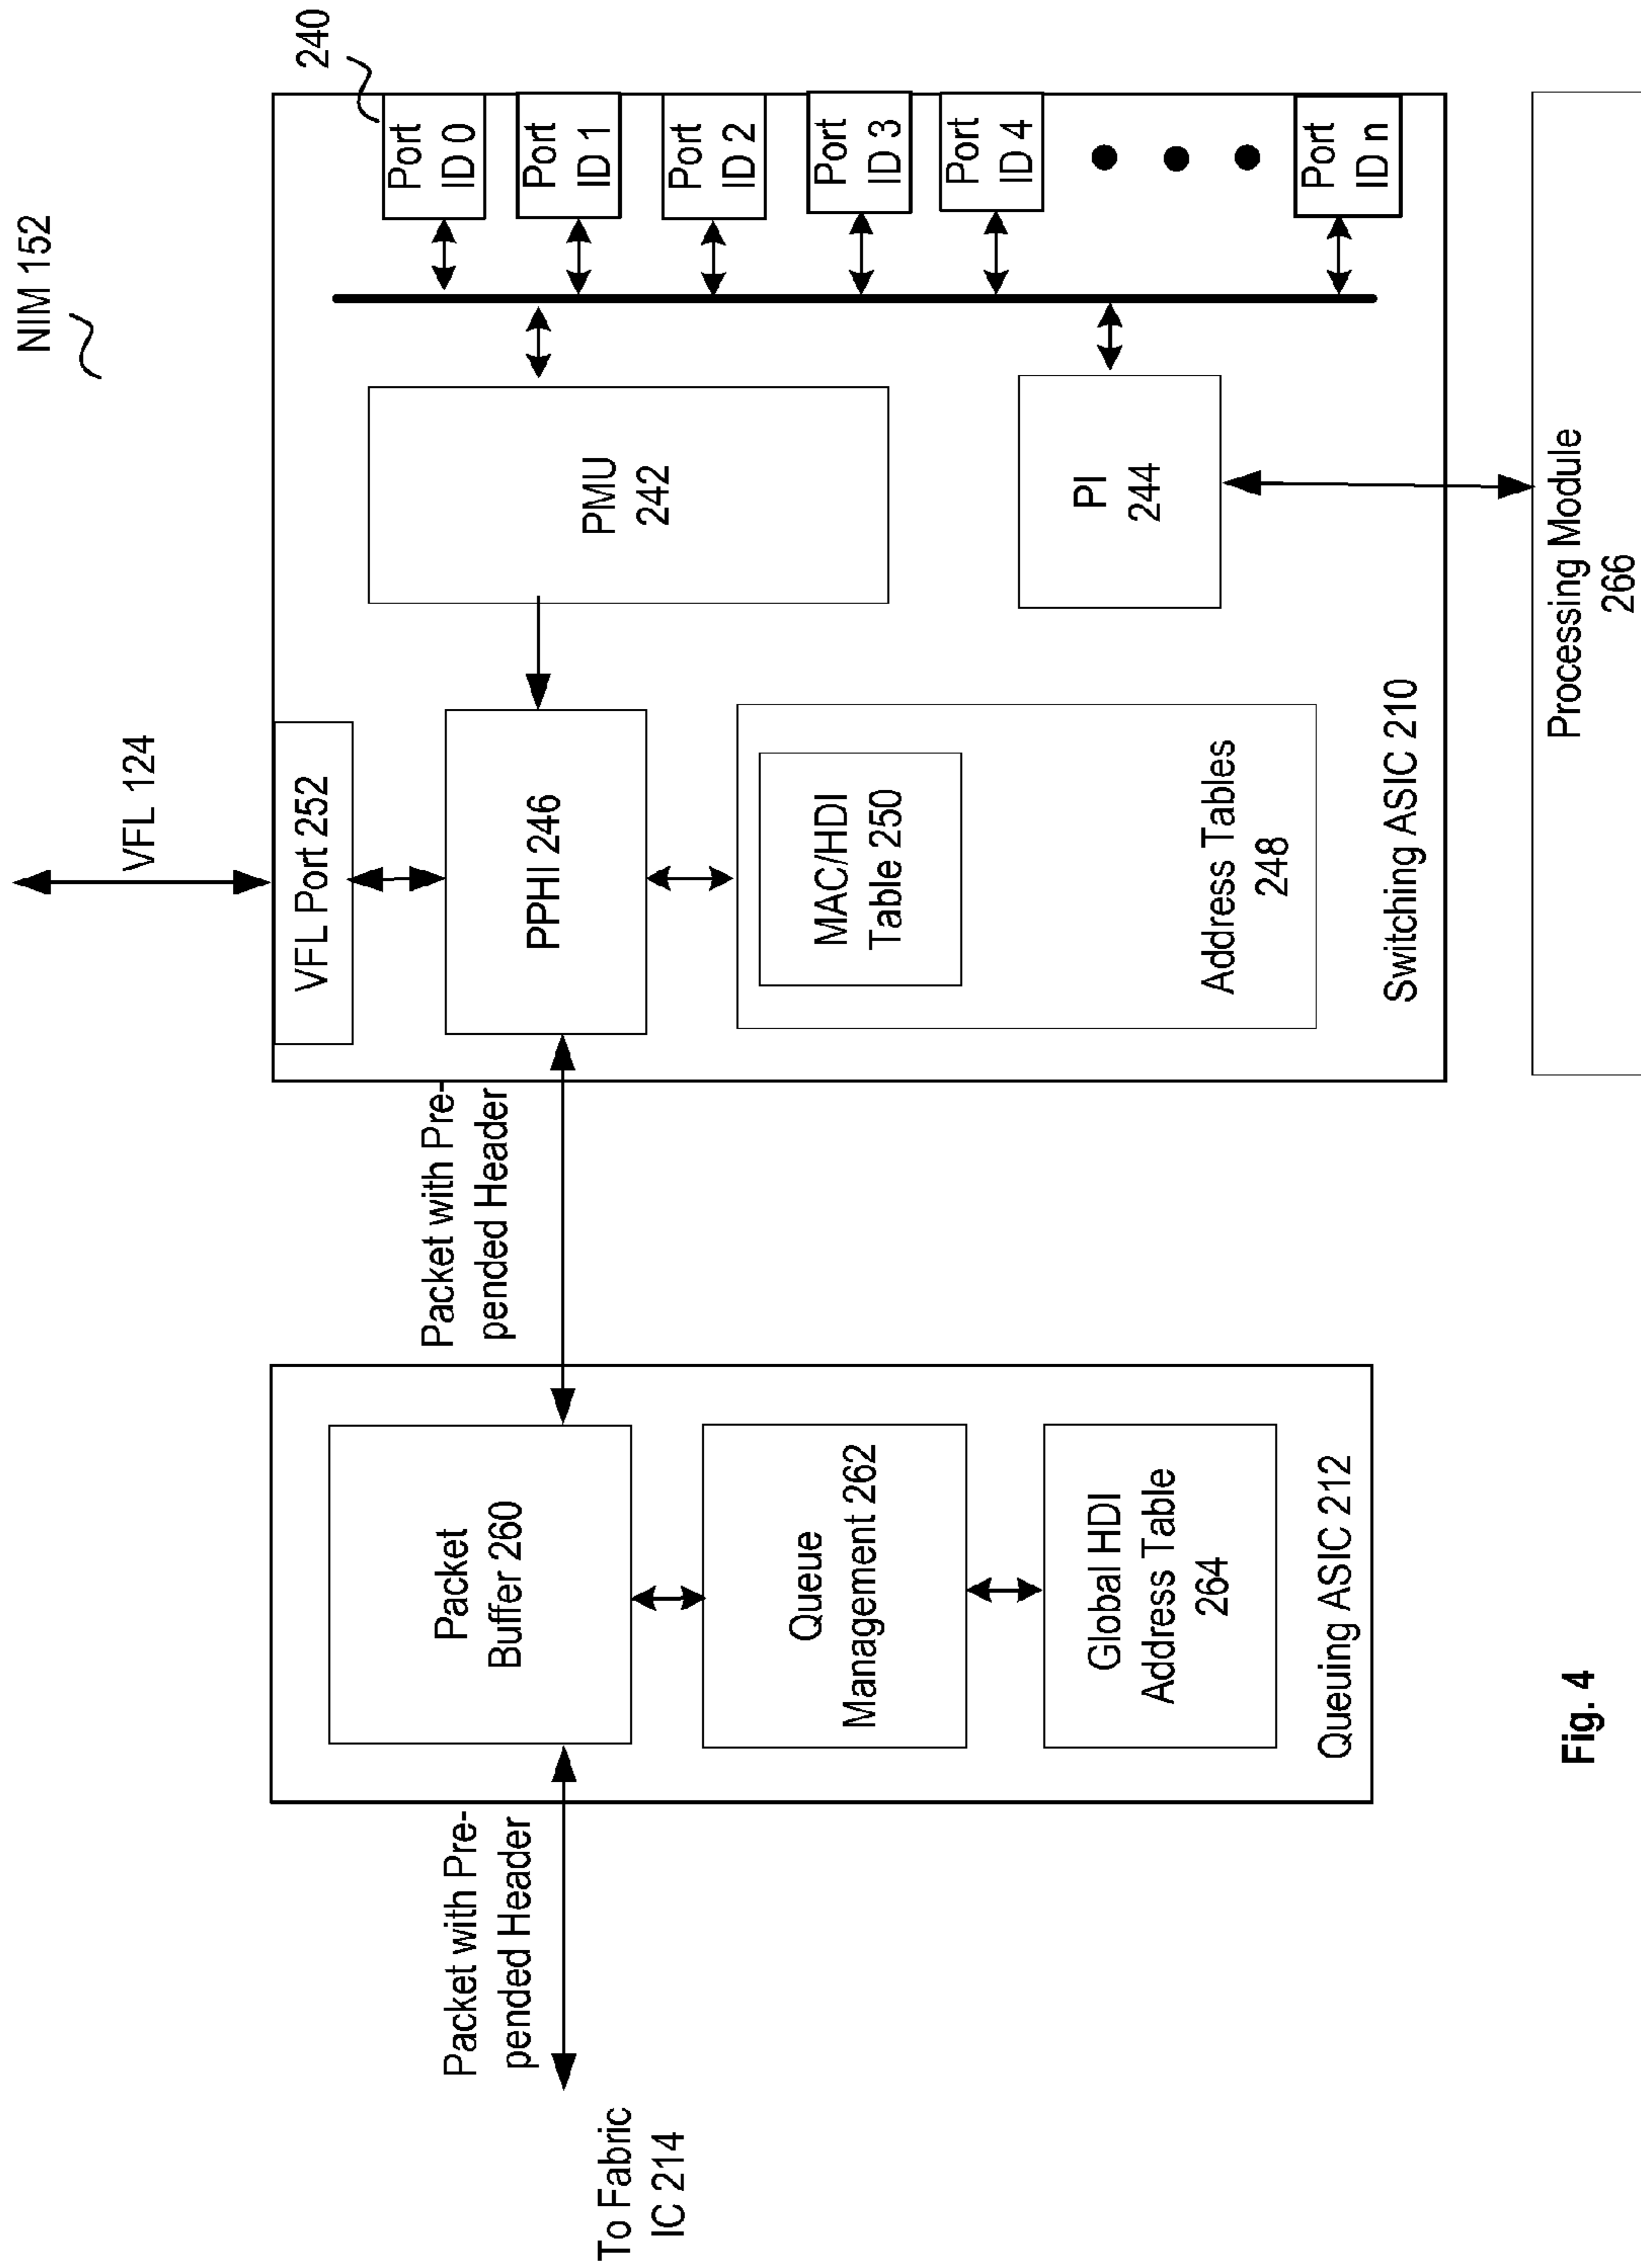 NIM 152
VFL 124
240
VFL Port 252
Port
ID 0
Port
ID 1
Port
ID 2
Port
ID 3
Port
ID 4
Port
ID n
PMU
242
PPHI 246
PI
244
MAC/HDI
Table 250
Address Tables
248
Switching ASIC 210
Processing Module
266
Packet with Pre-
pended Header
Packet
Buffer 260
Queue
Management 262
Global HDI
Address Table
264
Queuing ASIC 212
Packet with Pre-
pended Header
To Fabric
IC 214
Fig. 4